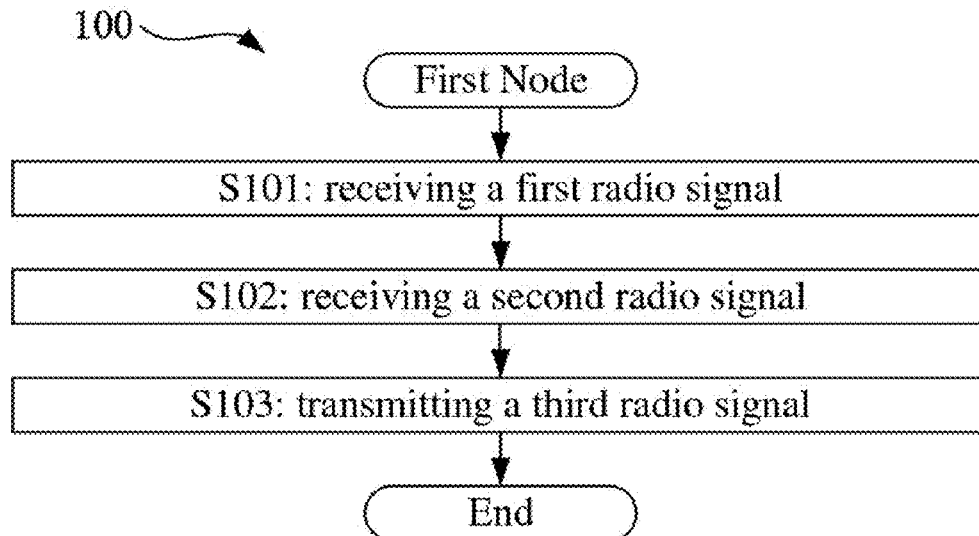 100
First Node
S101: receiving a first radio signal
S102: receiving a second radio signal
S103: transmitting a third radio signal
End